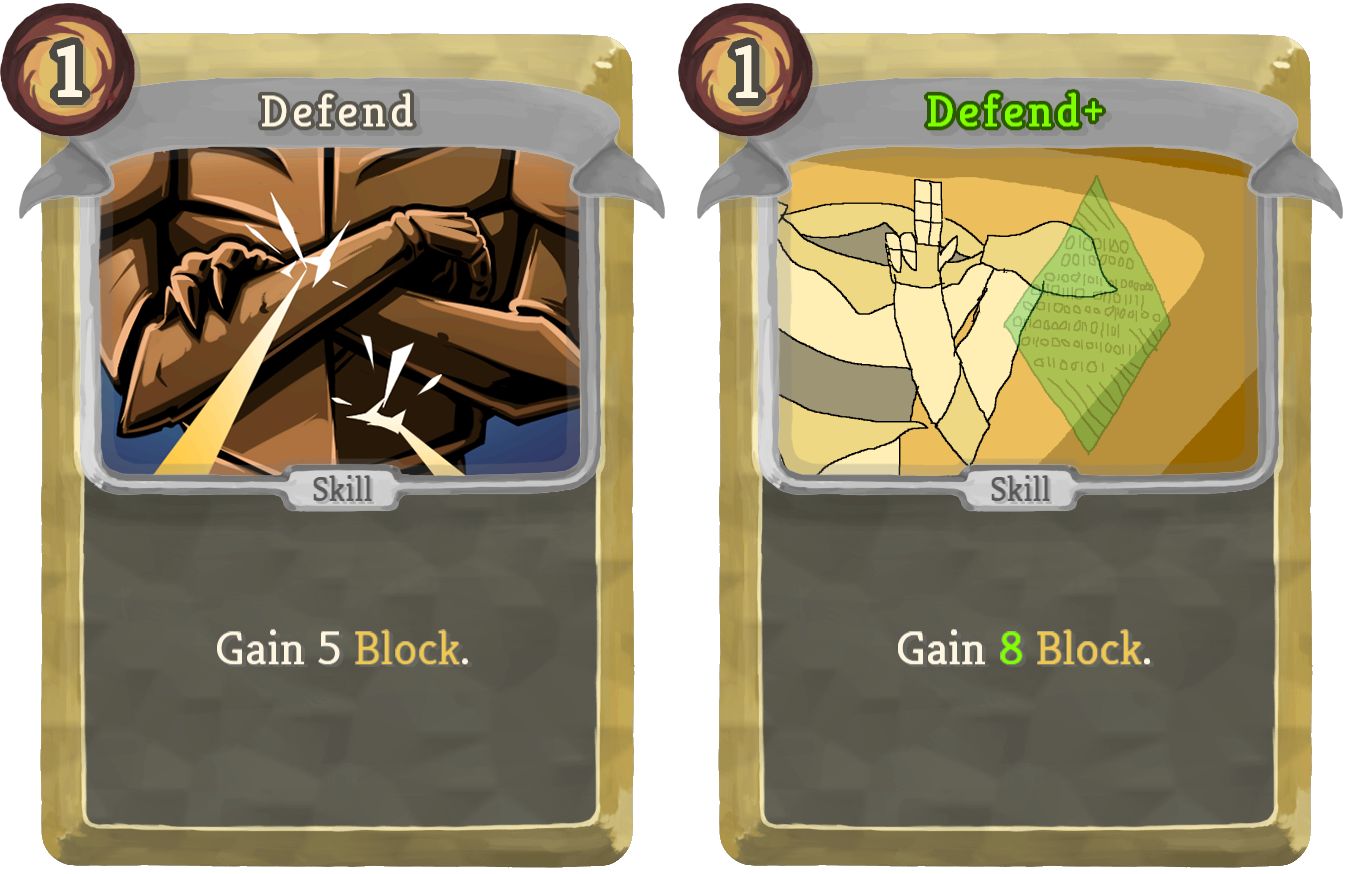 1
Defend
Skill
Gain 5 Block.
1
Defend+
Skill
Gain 8 Block.